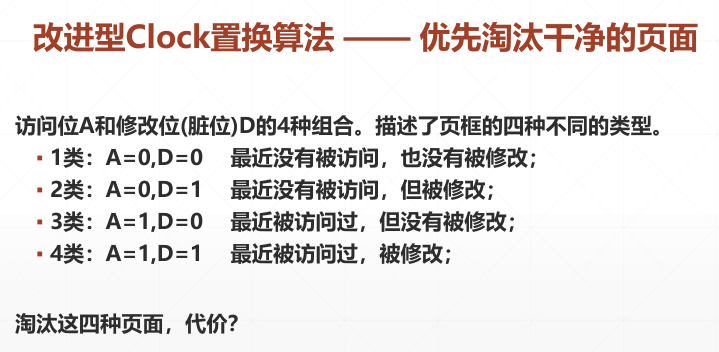 改进型Clock置换算法 —— 优先淘汰干净的页面
访问位A和修改位(脏位)D的4种组合。描述了页框的四种不同的类型。
▪ 1类：A=0,D=0 最近没有被访问，也没有被修改；
▪ 2类：A=0,D=1 最近没有被访问，但被修改；
▪ 3类：A=1,D=0 最近被访问过，但没有被修改；
▪ 4类：A=1,D=1 最近被访问过，被修改；
淘汰这四种页面，代价？